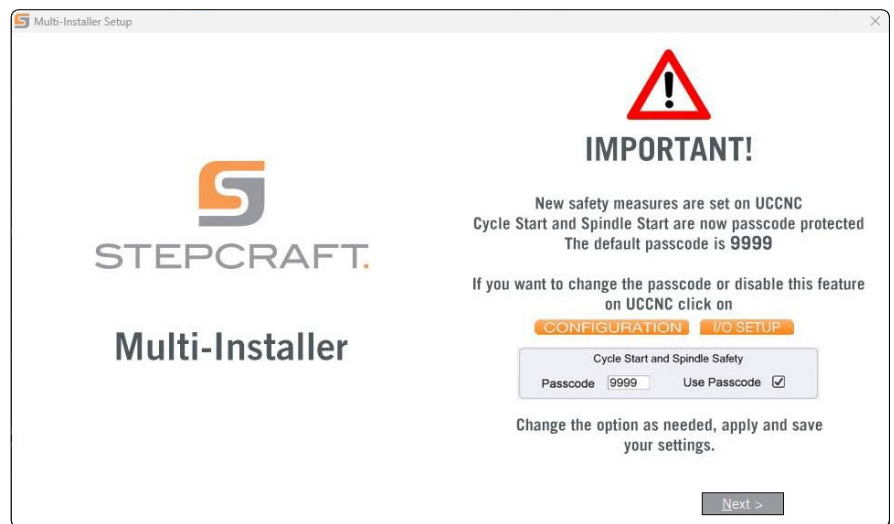 Multi-Installer Setup
STEPCRAFT.
Multi-Installer
IMPORTANT!
New safety measures are set on UCCNC
Cycle Start and Spindle Start are now passcode protected
The default passcode is 9999
If you want to change the passcode or disable this feature
on UCCNC click on
CONFIGURATION I/O SETUP
Cycle Start and Spindle Safety
Passcode 9999 Use Passcode
Change the option as needed, apply and save
your settings.
Next >